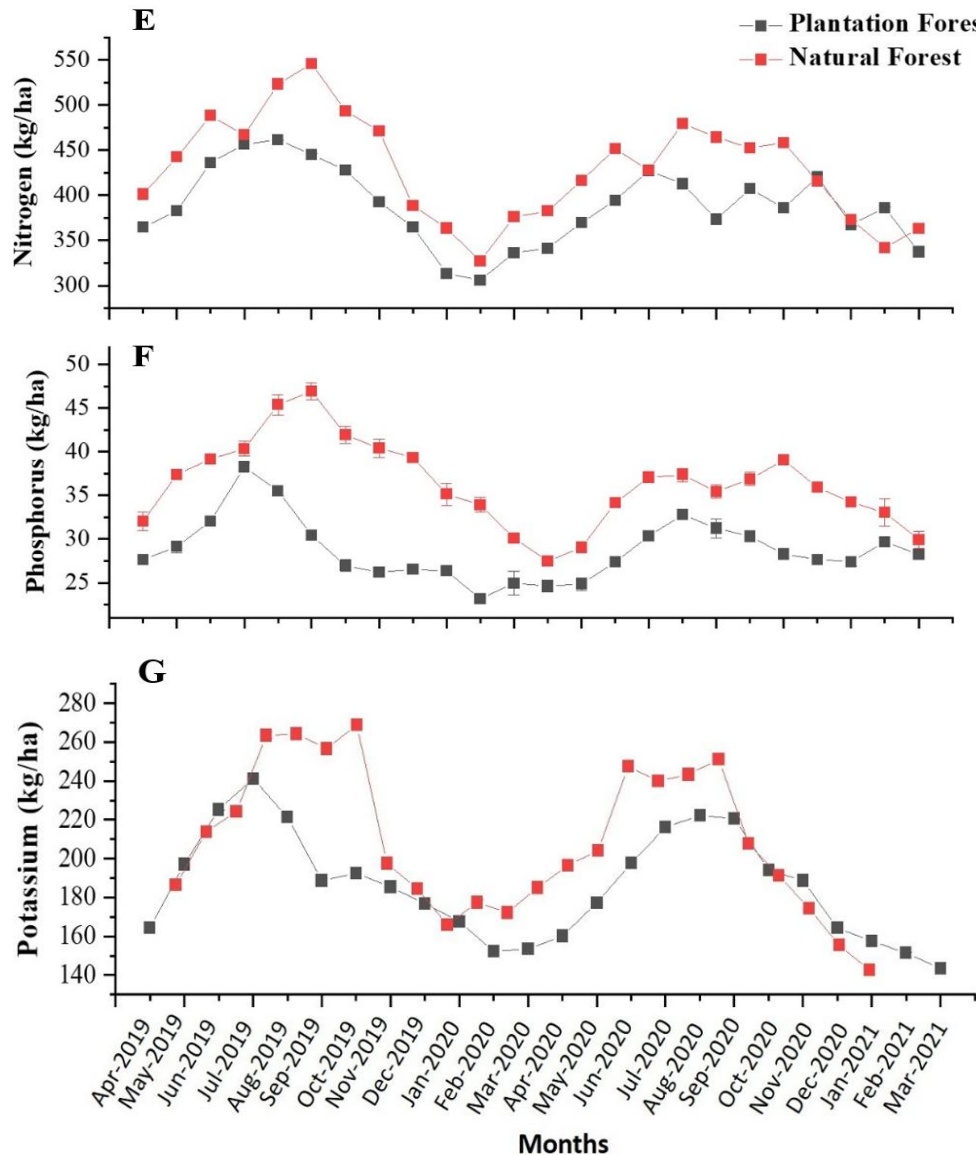 E
Plantation Fores
Natural Forest
Nitrogen (kg/ha)
550
500
450
400
350
300
F
Phosphorus (kg/ha)
50
45
40
35
30
25
G
Potassium (kg/ha)
280
260
240
220
200
180
160
140
Apr-2019
May-2019
Jun-2019
Jul-2019
Aug-2019
Sep-2019
Oct-2019
Nov-2019
Dec-2019
Jan-2020
Feb-2020
Mar-2020
Apr-2020
May-2020
Jun-2020
Jul-2020
Aug-2020
Sep-2020
Oct-2020
Nov-2020
Dec-2020
Jan-2021
Feb-2021
Mar-2021
Months